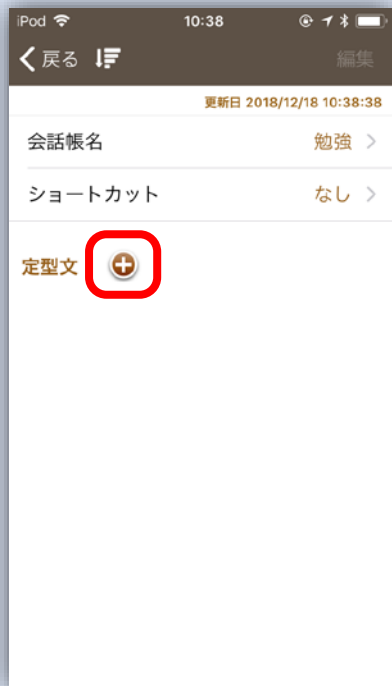 iPod 10:38
戻る 編集
更新日 2018/12/18 10:38:38
会話帳名 勉強
ショートカット なし
定型文